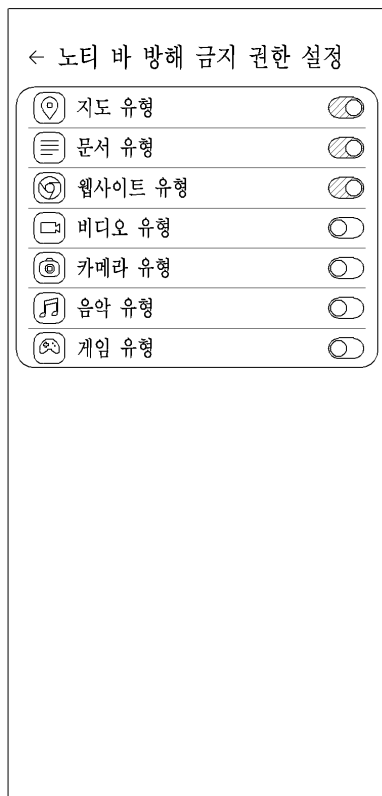 ← 노티 바 방해 금지 권한 설정
지도 유형
문서 유형
웹사이트 유형
비디오 유형
카메라 유형
음악 유형
게임 유형